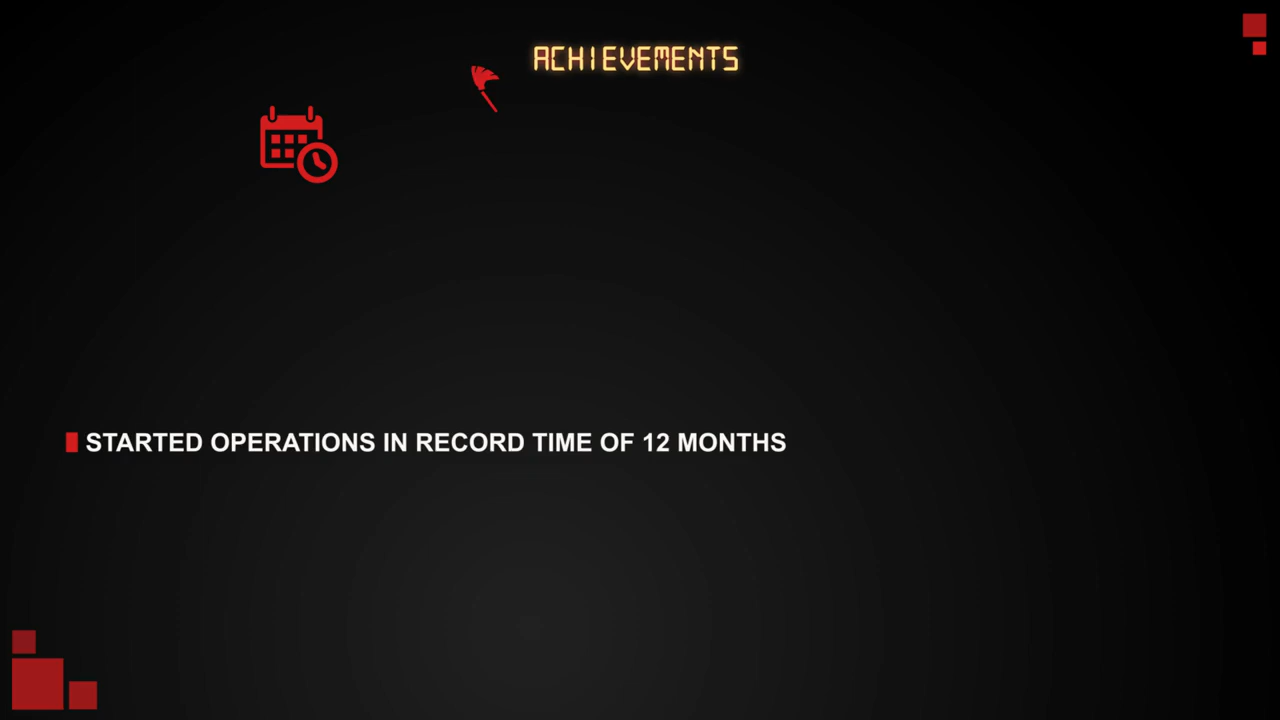 ACHIEVEMENTS
STARTED OPERATIONS IN RECORD TIME OF 12 MONTHS